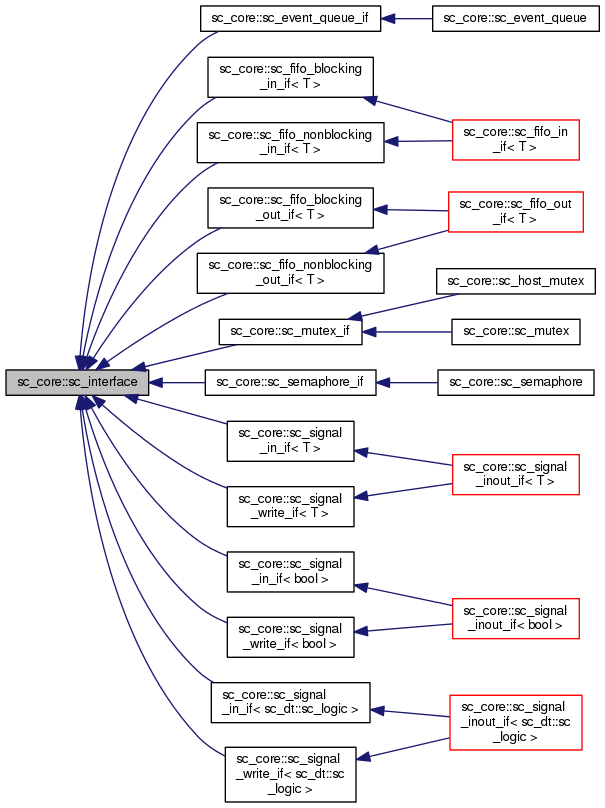 sc_core::sc_event_queue_if
sc_core::sc_event_queue
sc_core::sc_fifo_blocking
_in_if< T >
sc_core::sc_fifo_nonblocking
_in_if< T >
sc_core::sc_fifo_in
_if< T >
sc_core::sc_fifo_blocking
_out_if< T >
sc_core::sc_fifo_out
_if< T >
sc_core::sc_fifo_nonblocking
_out_if< T >
sc_core::sc_host_mutex
sc_core::sc_mutex_if
sc_core::sc_mutex
sc_core::sc_interface
sc_core::sc_semaphore_if
sc_core::sc_semaphore
sc_core::sc_signal
_in_if< T >
sc_core::sc_signal
_inout_if< T >
sc_core::sc_signal
_write_if< T >
sc_core::sc_signal
_in_if< bool >
sc_core::sc_signal
_inout_if< bool >
sc_core::sc_signal
_write_if< bool >
sc_core::sc_signal
_in_if< sc_dt::sc_logic >
sc_core::sc_signal
_inout_if< sc_dt::sc
_logic >
sc_core::sc_signal
_write_if< sc_dt::sc
_logic >